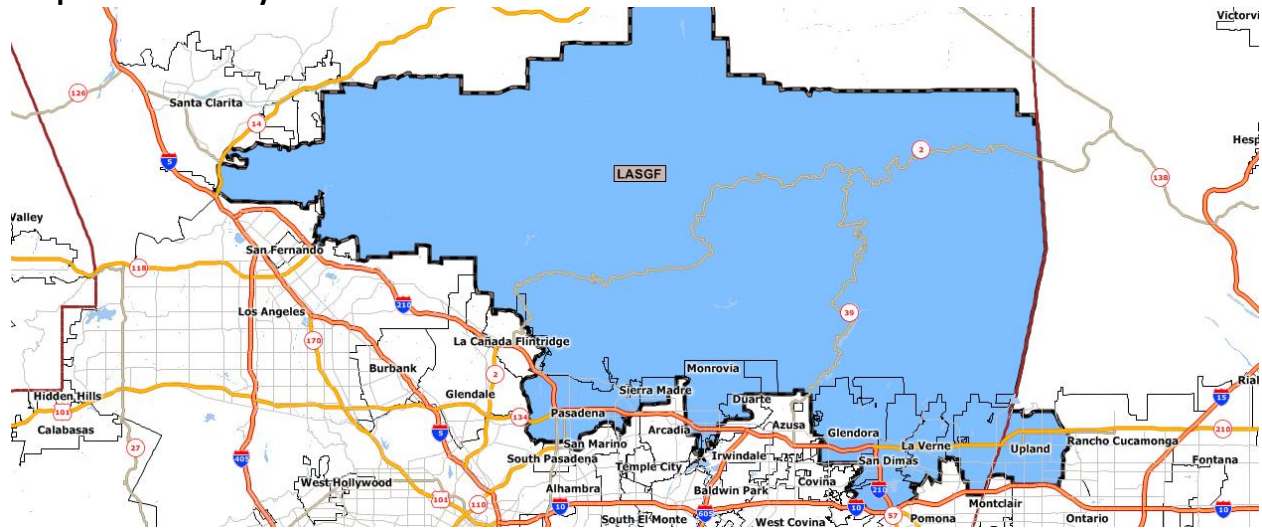 Victorvi
126
Santa Clarita
14
5
LASGF
2
Hesp
138
Valley
San Fernando
118
210
39
Los Angeles
170
La Cañada Flintridge
Monrovia
Burbank
2
Sierra Madre
Duarte
Rial
Hidden Hills
Glendale
15
101
134
Pasadena
Azusa
Calabasas
Arcadia
Glendora
Rancho Cucamonga
210
27
5
San Marino
La Verne
Upland
South Pasadena
Irwindale
San Dimas
Fontana
405
Temple City
West Hollywood
Covina
Alhambra
Baldwin Park
210
101
110
10
605
10
10
57
Montclair
South El Monte
West Covina
Pomona
Ontario